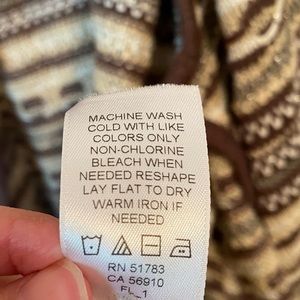 MACHINE WASH
COLD WITH LIKE
COLORS ONLY
NON-CHLORINE
BLEACH WHEN
NEEDED RESHAPE
LAY FLAT TO DRY
WARM IRON IF
NEEDED
RN 51783
CA 56910
FL_1